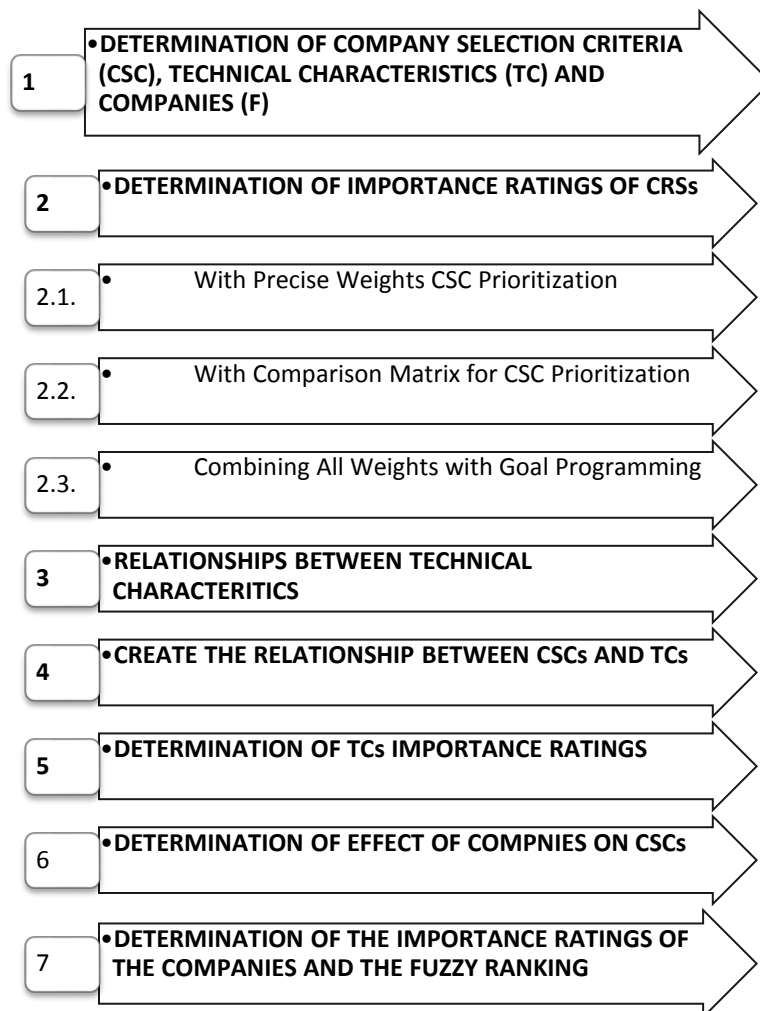 1
•DETERMINATION OF COMPANY SELECTION CRITERIA
(CSC), TECHNICAL CHARACTERISTICS (TC) AND
COMPANIES (F)
2
•DETERMINATION OF IMPORTANCE RATINGS OF CRSs
2.1.
• With Precise Weights CSC Prioritization
2.2.
• With Comparison Matrix for CSC Prioritization
2.3.
• Combining All Weights with Goal Programming
3
•RELATIONSHIPS BETWEEN TECHNICAL
CHARACTERITICS
4
•CREATE THE RELATIONSHIP BETWEEN CSCs AND TCs
5
•DETERMINATION OF TCs IMPORTANCE RATINGS
6
•DETERMINATION OF EFFECT OF COMPNIES ON CSCs
7
•DETERMINATION OF THE IMPORTANCE RATINGS OF
THE COMPANIES AND THE FUZZY RANKING